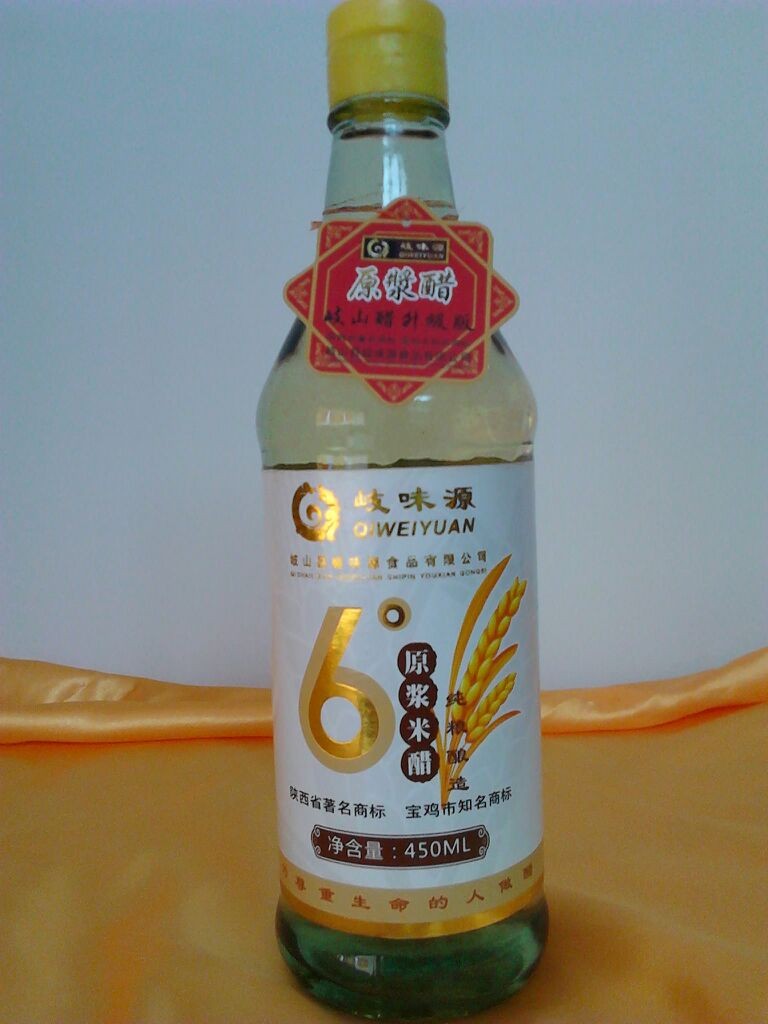 岐味源
QIWEIYUAN
原漿醋
岐山醋升级版
岐味源
QIWEIYUAN
岐山县岐味源食品有限公司
6°
原浆米醋
纯粮酿造
陕西省著名商标 宝鸡市知名商标
净含量:450ML
为尊重生命的人做醋